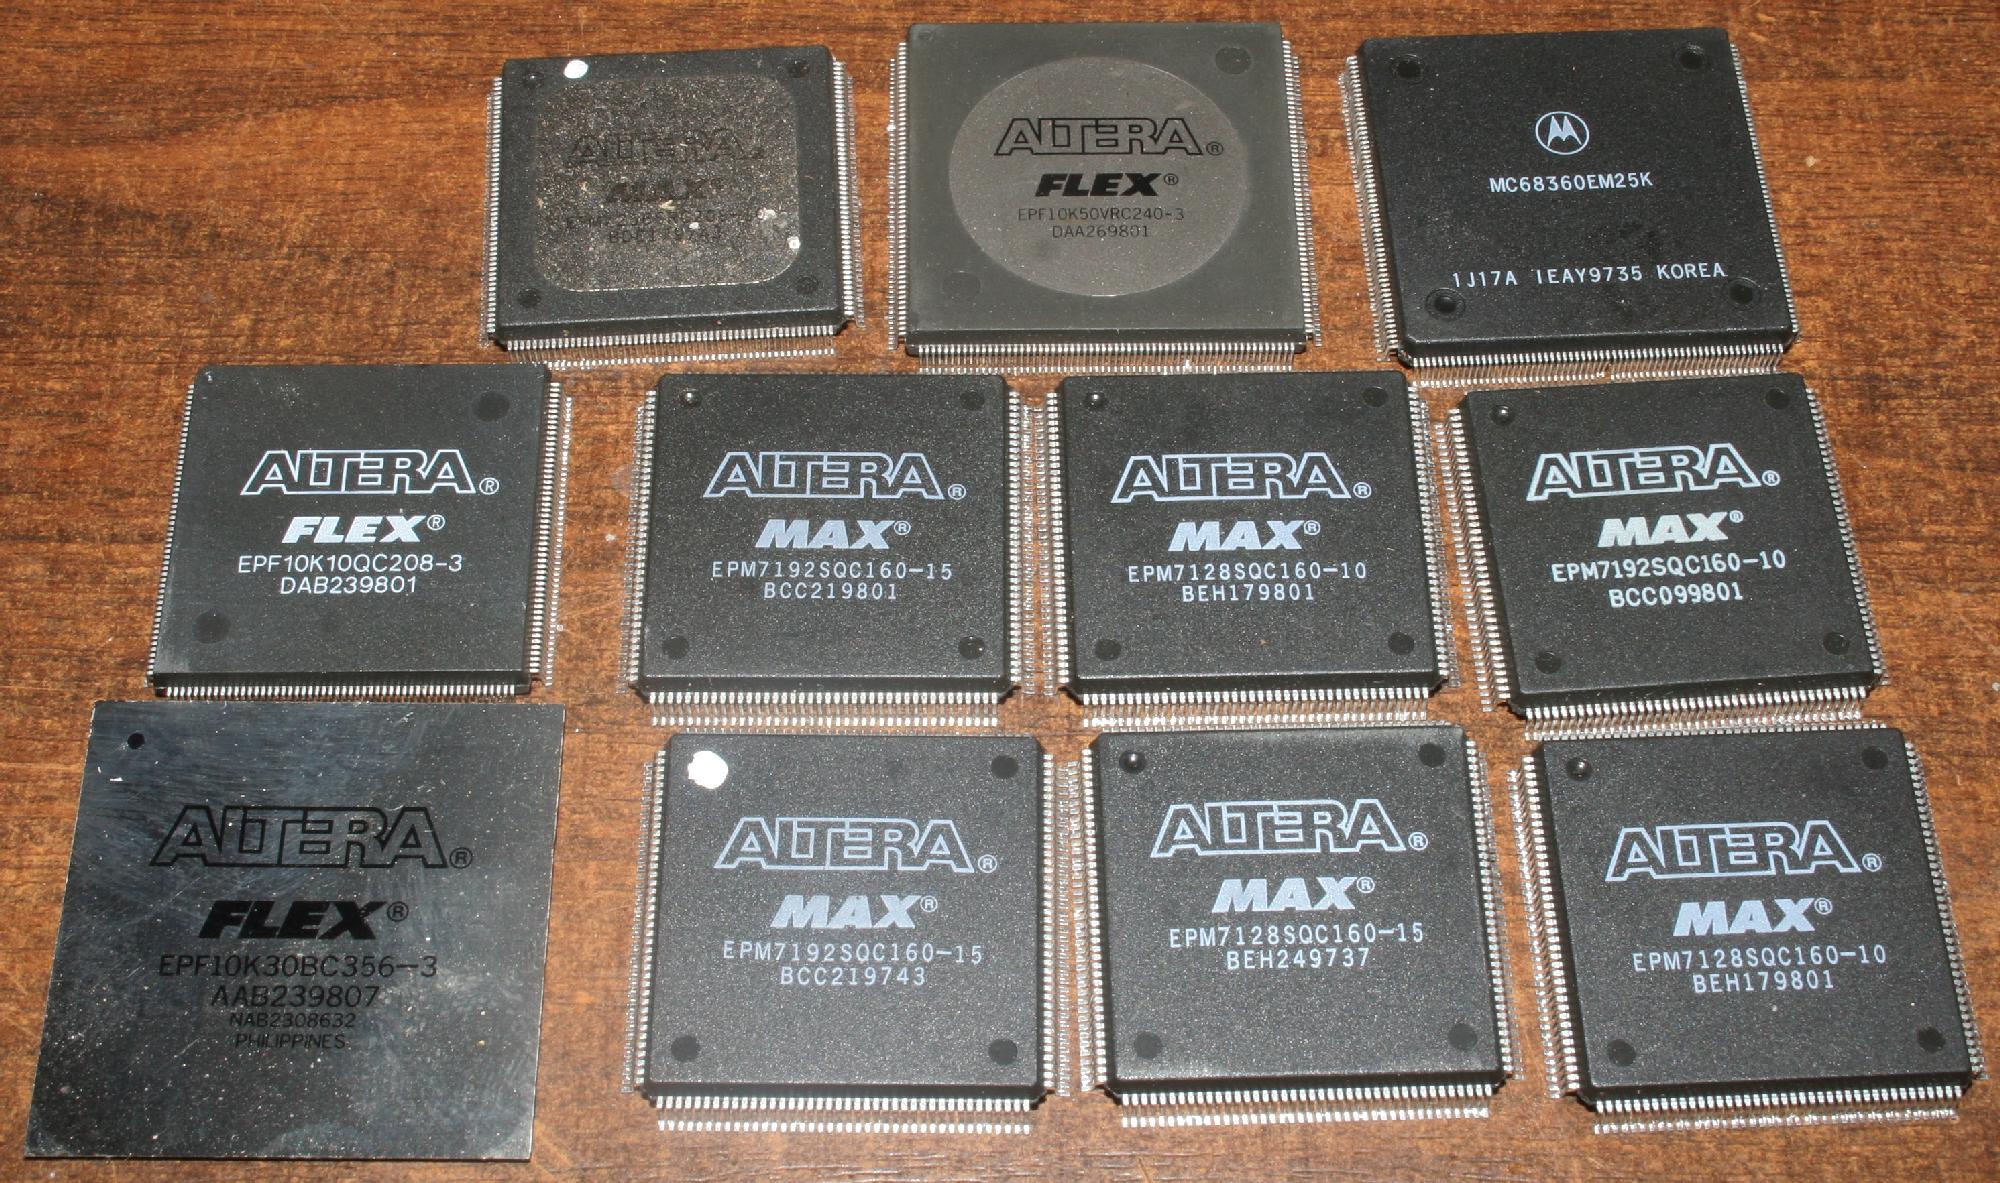 ALTERA®
MAX®
ALTERA®
FLEX®
EPF10K50VRC240-3
DAA269801
MC68360EM25K
1J17A IEAY9735 KOREA
ALTERA®
FLEX®
EPF10K10QC208-3
DAB239801
ALTERA®
MAX®
EPM7192SQC160-15
BCC219801
ALTERA®
MAX®
EPM7128SQC160-10
BEH179801
ALTERA®
MAX®
EPM7192SQC160-10
BCC099801
ALTERA®
FLEX®
EPF10K30BC356-3
AAB239807
NAB2308632
PHILIPPINES
ALTERA®
MAX®
EPM7192SQC160-15
BCC219743
ALTERA®
MAX®
EPM7128SQC160-15
BEH249737
ALTERA®
MAX®
EPM7128SQC160-10
BEH179801